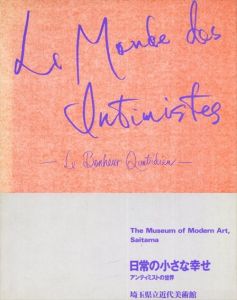 Le Monde des
Intimistes
—Le Bonheur Quotidien—
The Museum of Modern Art,
Saitama
日常の小さな幸せ
アンティミストの世界
埼玉県立近代美術館